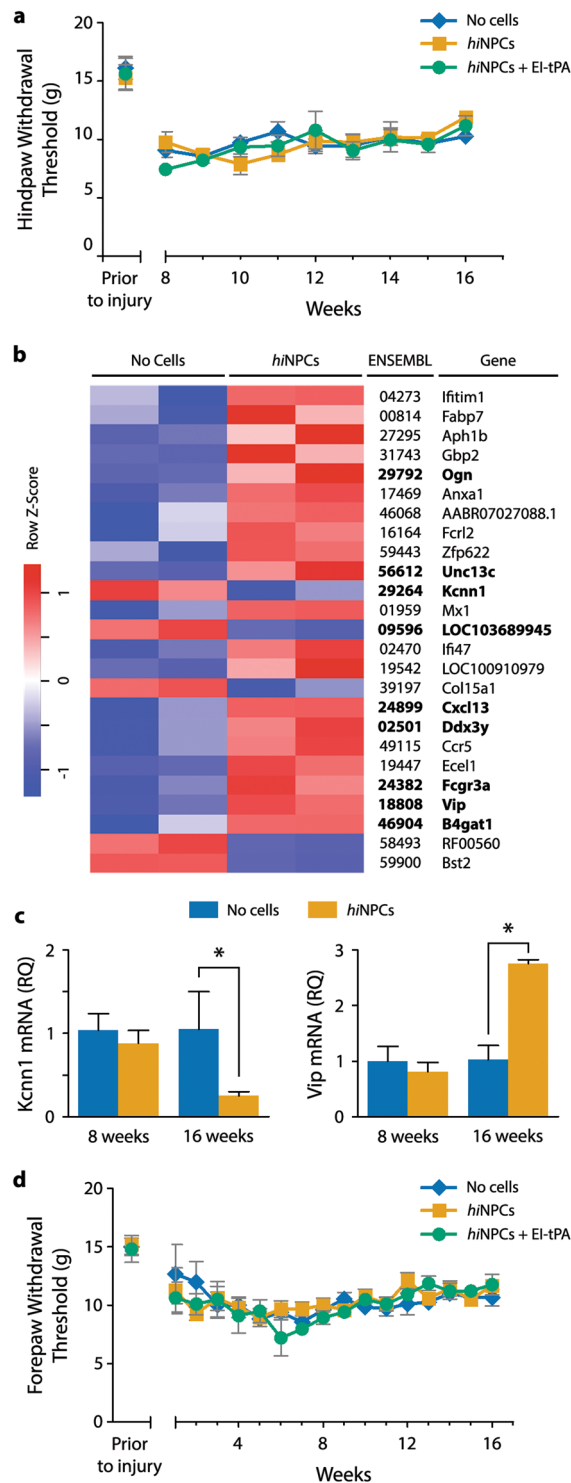 a
No cells
hiNPCs
hiNPCs + EI-tPA
Hindpaw Withdrawal
Threshold (g)
20
15
10
5
0
Prior
to injury
8 10 12 14 16
Weeks
b
No Cells hiNPCs ENSEMBL Gene
04273 Ifitim1
00814 Fabp7
27295 Aph1b
31743 Gbp2
29792 Ogn
17469 Anxa1
46068 AABR07027088.1
16164 Fcrl2
59443 Zfp622
56612 Unc13c
29264 Kcnn1
01959 Mx1
09596 LOC103689945
02470 Ifi47
19542 LOC100910979
39197 Col15a1
24899 Cxcl13
02501 Ddx3y
49115 Ccr5
19447 Ecel1
24382 Fcgr3a
18808 Vip
46904 B4gat1
58493 RF00560
59900 Bst2
Row Z-Score
1
0
-1
c
No cells hiNPCs
Kcnn1 mRNA (RQ)
2
1
0
*
8 weeks 16 weeks
Vip mRNA (RQ)
3
2
1
0
*
8 weeks 16 weeks
d
No cells
hiNPCs
hiNPCs + EI-tPA
Forepaw Withdrawal
Threshold (g)
20
15
10
5
0
Prior
to injury
4 8 12 16
Weeks